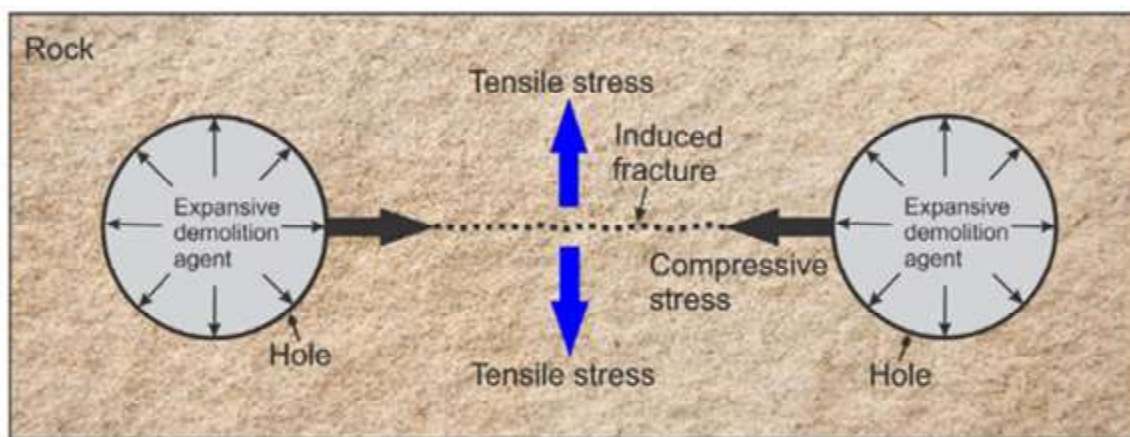 Rock
Tensile stress
Induced
fracture
Expansive
demolition
agent
Expansive
demolition
agent
Compressive
stress
Hole
Tensile stress
Hole